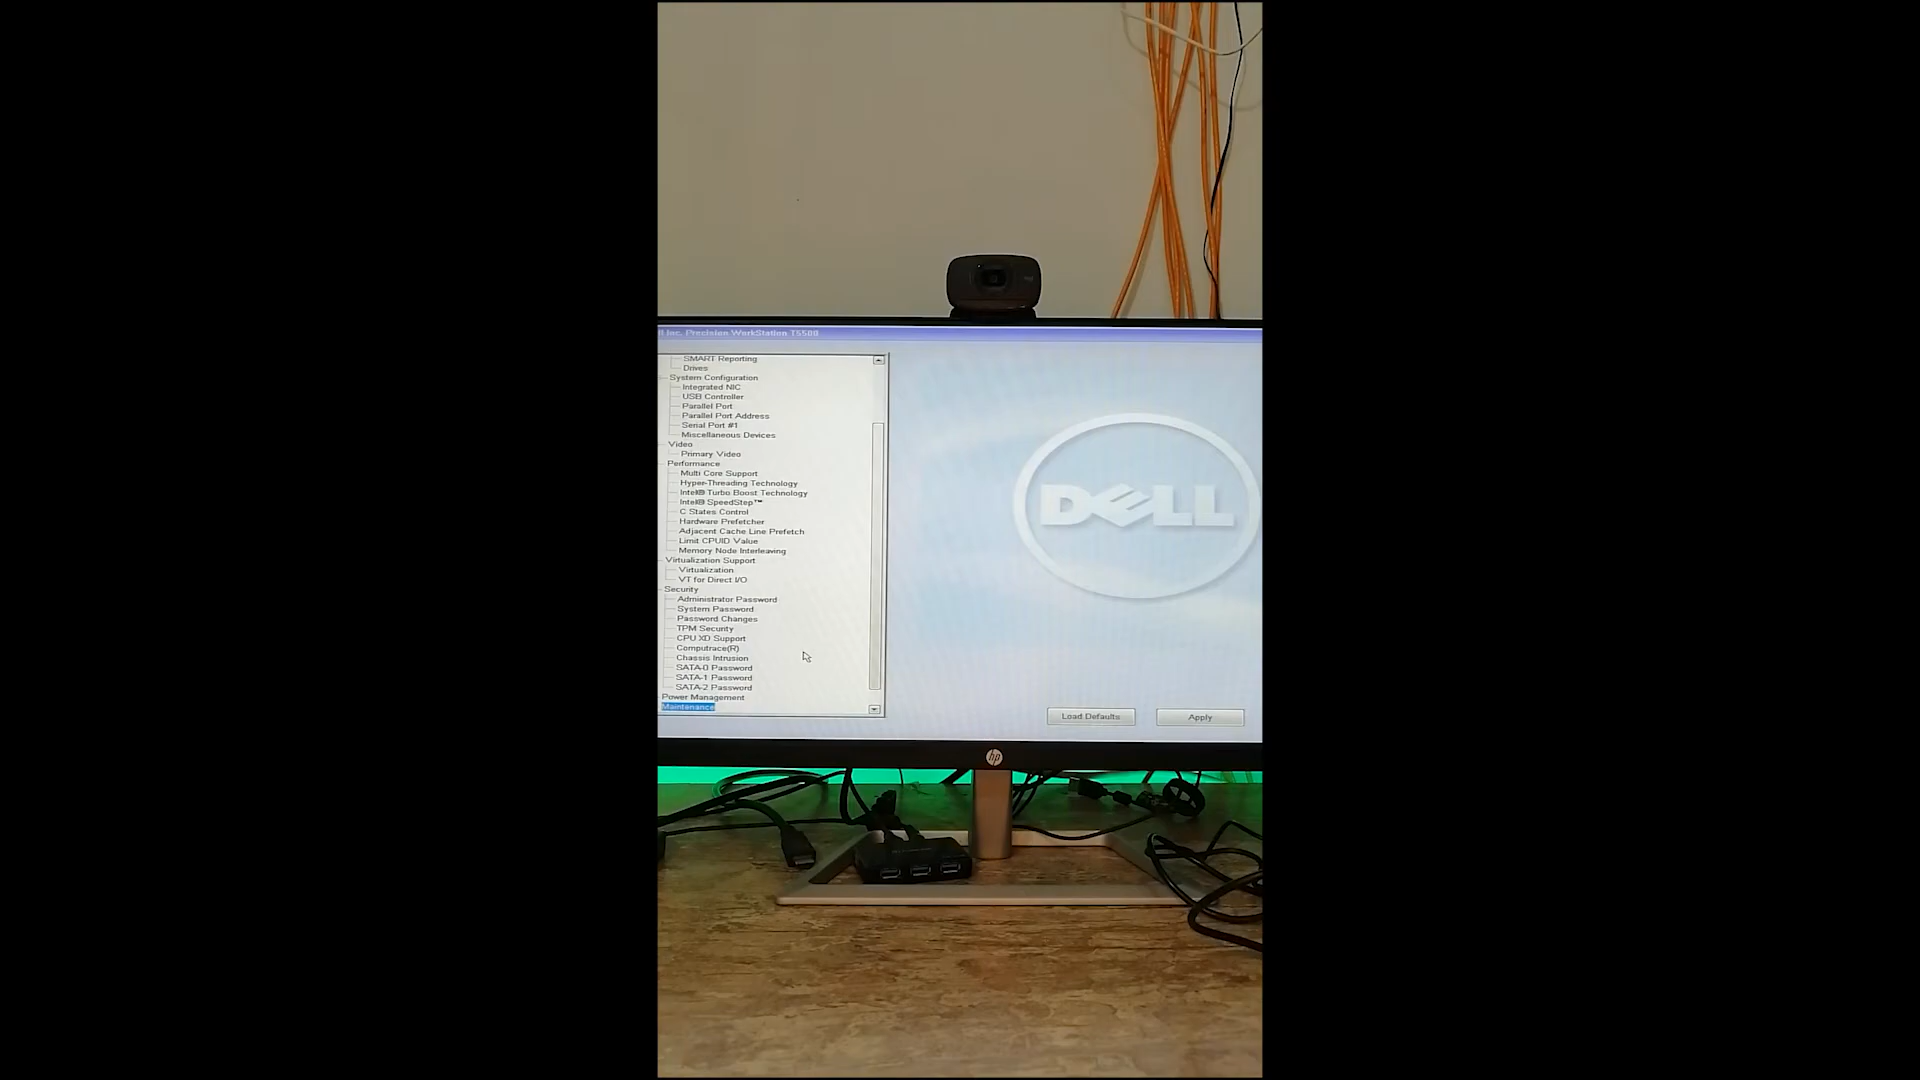 ll Inc. Precision WorkStation T5500
SMART Reporting
Drives
System Configuration
Integrated NIC
USB Controller
Parallel Port
Parallel Port Address
Serial Port #1
Miscellaneous Devices
Video
Primary Video
Performance
Multi Core Support
Hyper-Threading Technology
Intel® Turbo Boost Technology
Intel® SpeedStep™
C States Control
Hardware Prefetcher
Adjacent Cache Line Prefetch
Limit CPUID Value
Memory Node Interleaving
Virtualization Support
Virtualization
VT for Direct I/O
Security
Administrator Password
System Password
Password Changes
TPM Security
CPU XD Support
Computrace(R)
Chassis Intrusion
SATA-0 Password
SATA-1 Password
SATA-2 Password
Power Management
Maintenance
DELL
Load Defaults
Apply
hp